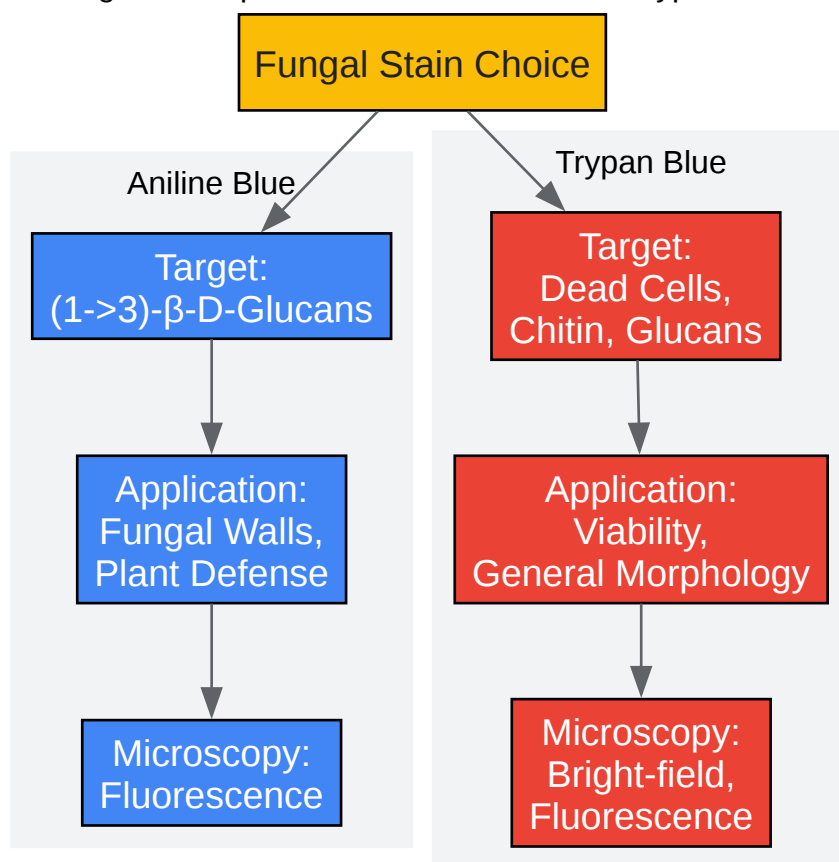 Fungal Stain Choice
Aniline Blue
Target:
(1->3)-β-D-Glucans
Application:
Fungal Walls,
Plant Defense
Microscopy:
Fluorescence
Trypan Blue
Target:
Dead Cells,
Chitin, Glucans
Application:
Viability,
General Morphology
Microscopy:
Bright-field,
Fluorescence